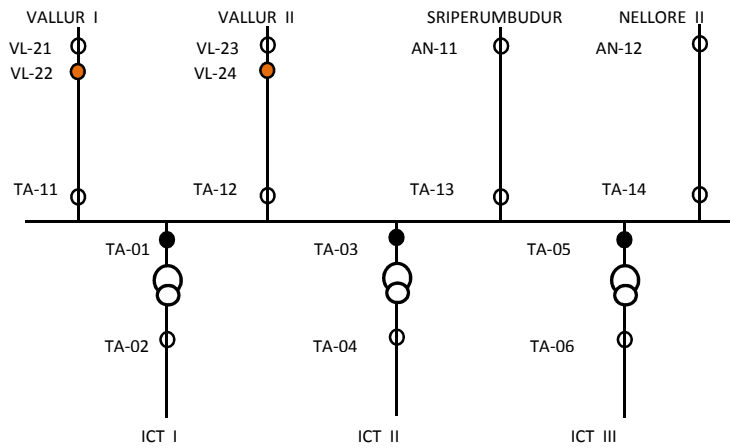 VALLUR I VALLUR II SRIPERUMBUDUR NELLORE II
VL-21 VL-23 AN-11 AN-12
VL-22 VL-24
TA-11 TA-12 TA-13 TA-14
TA-01 TA-03 TA-05
TA-02 TA-04 TA-06
ICT I ICT II ICT III